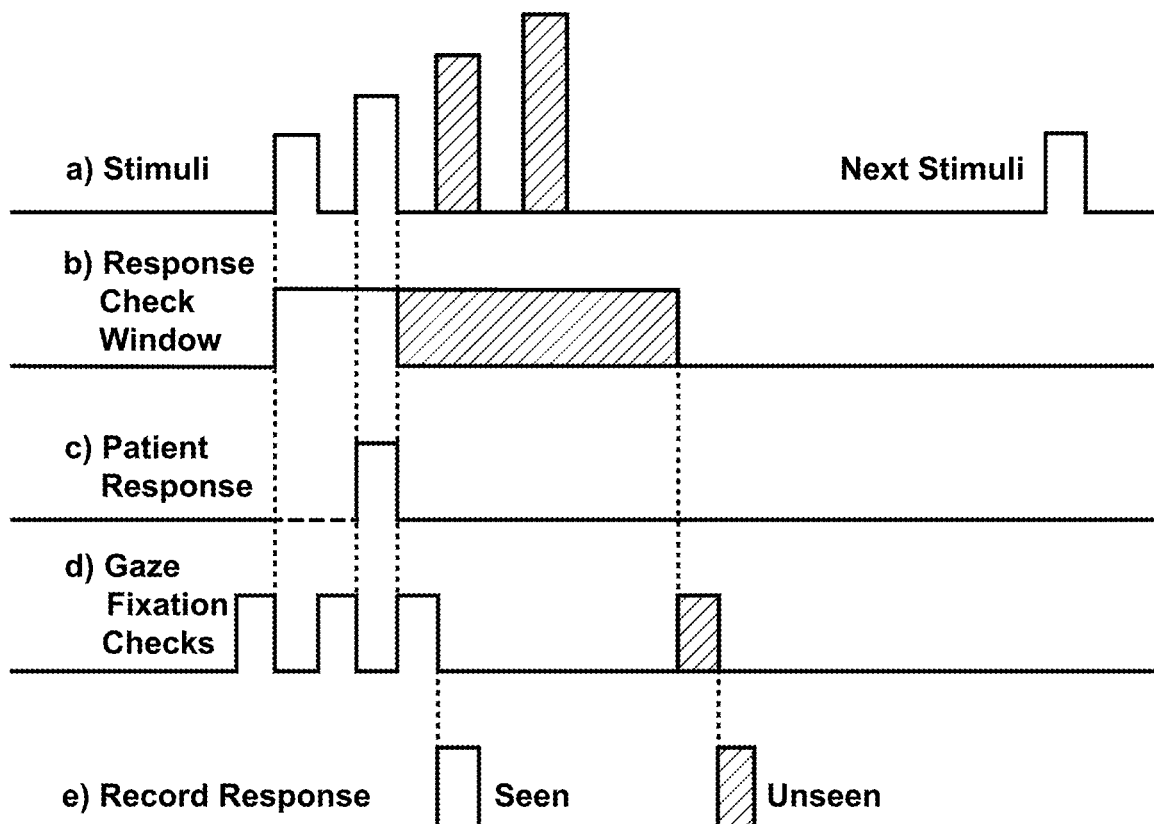 a) Stimuli
Next Stimuli
b) Response
Check
Window
c) Patient
Response
d) Gaze
Fixation
Checks
e) Record Response
Seen
Unseen